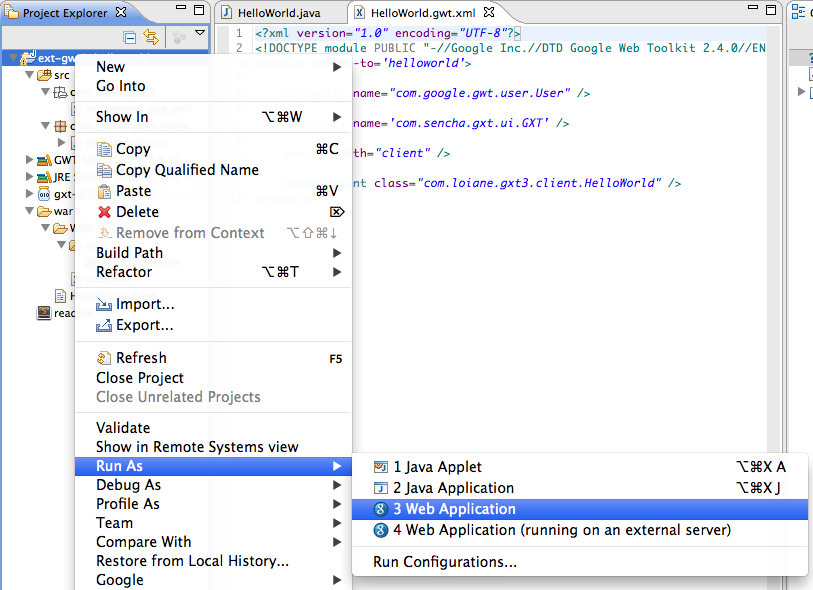 Project Explorer
HelloWorld.java
HelloWorld.gwt.xml
1 <?xml version="1.0" encoding="UTF-8"?>
2 <!DOCTYPE module PUBLIC "-//Google Inc.//DTD Google Web Toolkit 2.4.0//EN
-to='helloworld'>
name="com.google.gwt.user.User" />
name='com.sencha.gxt.ui.GXT' />
th="client" />
nt class="com.loiane.gxt3.client.HelloWorld" />
ext-gw
src
GWT
JRE S
gxt-
war
W
H
read
New
Go Into
Show In ⌥⌘W
Copy ⌘C
Copy Qualified Name
Paste ⌘V
Delete ⌦
Remove from Context ⌥⇧⌘↓
Build Path
Refactor ⌥⌘T
Import...
Export...
Refresh F5
Close Project
Close Unrelated Projects
Validate
Show in Remote Systems view
Run As
Debug As
Profile As
Team
Compare With
Restore from Local History...
Google
1 Java Applet ⌥⌘X A
2 Java Application ⌥⌘X J
3 Web Application
4 Web Application (running on an external server)
Run Configurations...